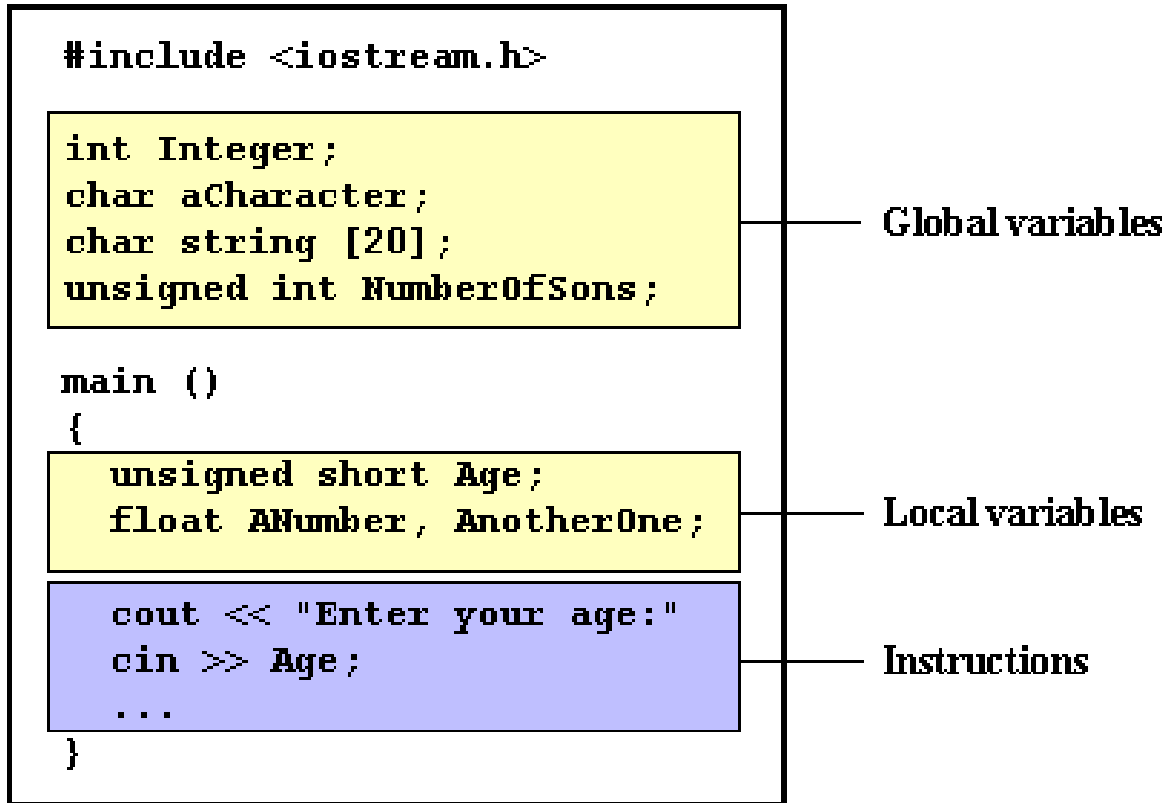 #include <iostream.h>
int Integer;
char aCharacter;
char string [20];
unsigned int NumberOfSons;
Global variables
main ()
{
unsigned short Age;
float ANumber, AnotherOne;
Local variables
cout << "Enter your age:"
cin >> Age;
...
Instructions
}